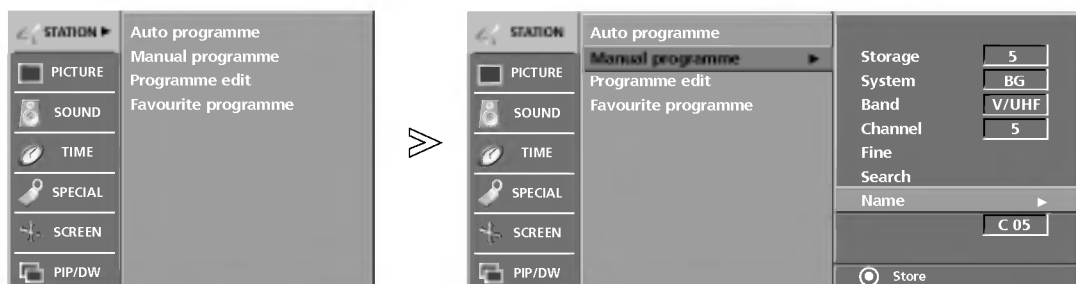 STATION ►
PICTURE
SOUND
TIME
SPECIAL
SCREEN
PIP/DW
Auto programme
Manual programme
Programme edit
Favourite programme
STATION
PICTURE
SOUND
TIME
SPECIAL
SCREEN
PIP/DW
Auto programme
Manual programme ►
Programme edit
Favourite programme
Storage 5
System BG
Band V/UHF
Channel 5
Fine
Search
Name ►
C 05
Store